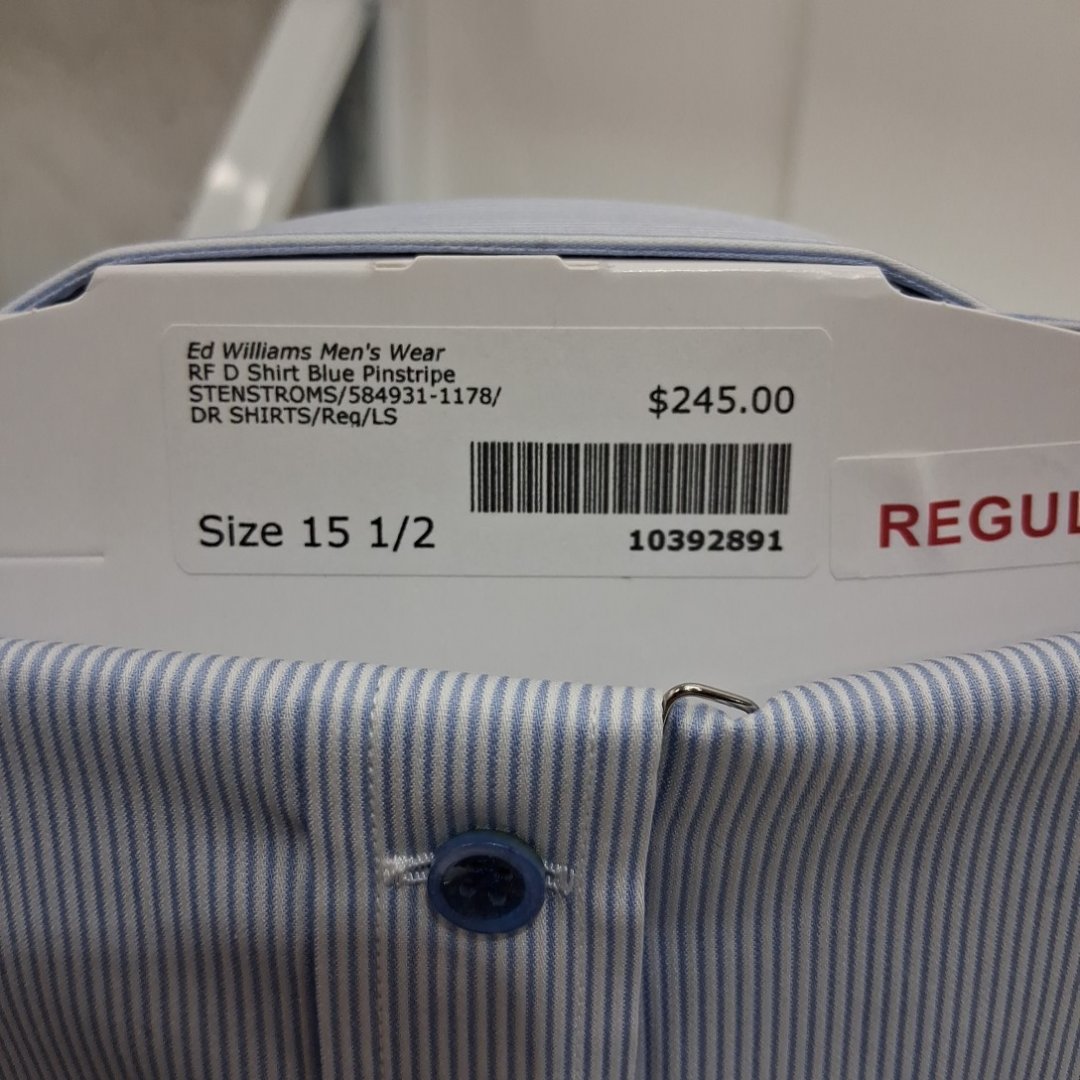 Ed Williams Men's Wear
RF D Shirt Blue Pinstripe
STENSTROMS/584931-1178/
DR SHIRTS/Reg/LS
$245.00
Size 15 1/2
10392891
REGUL